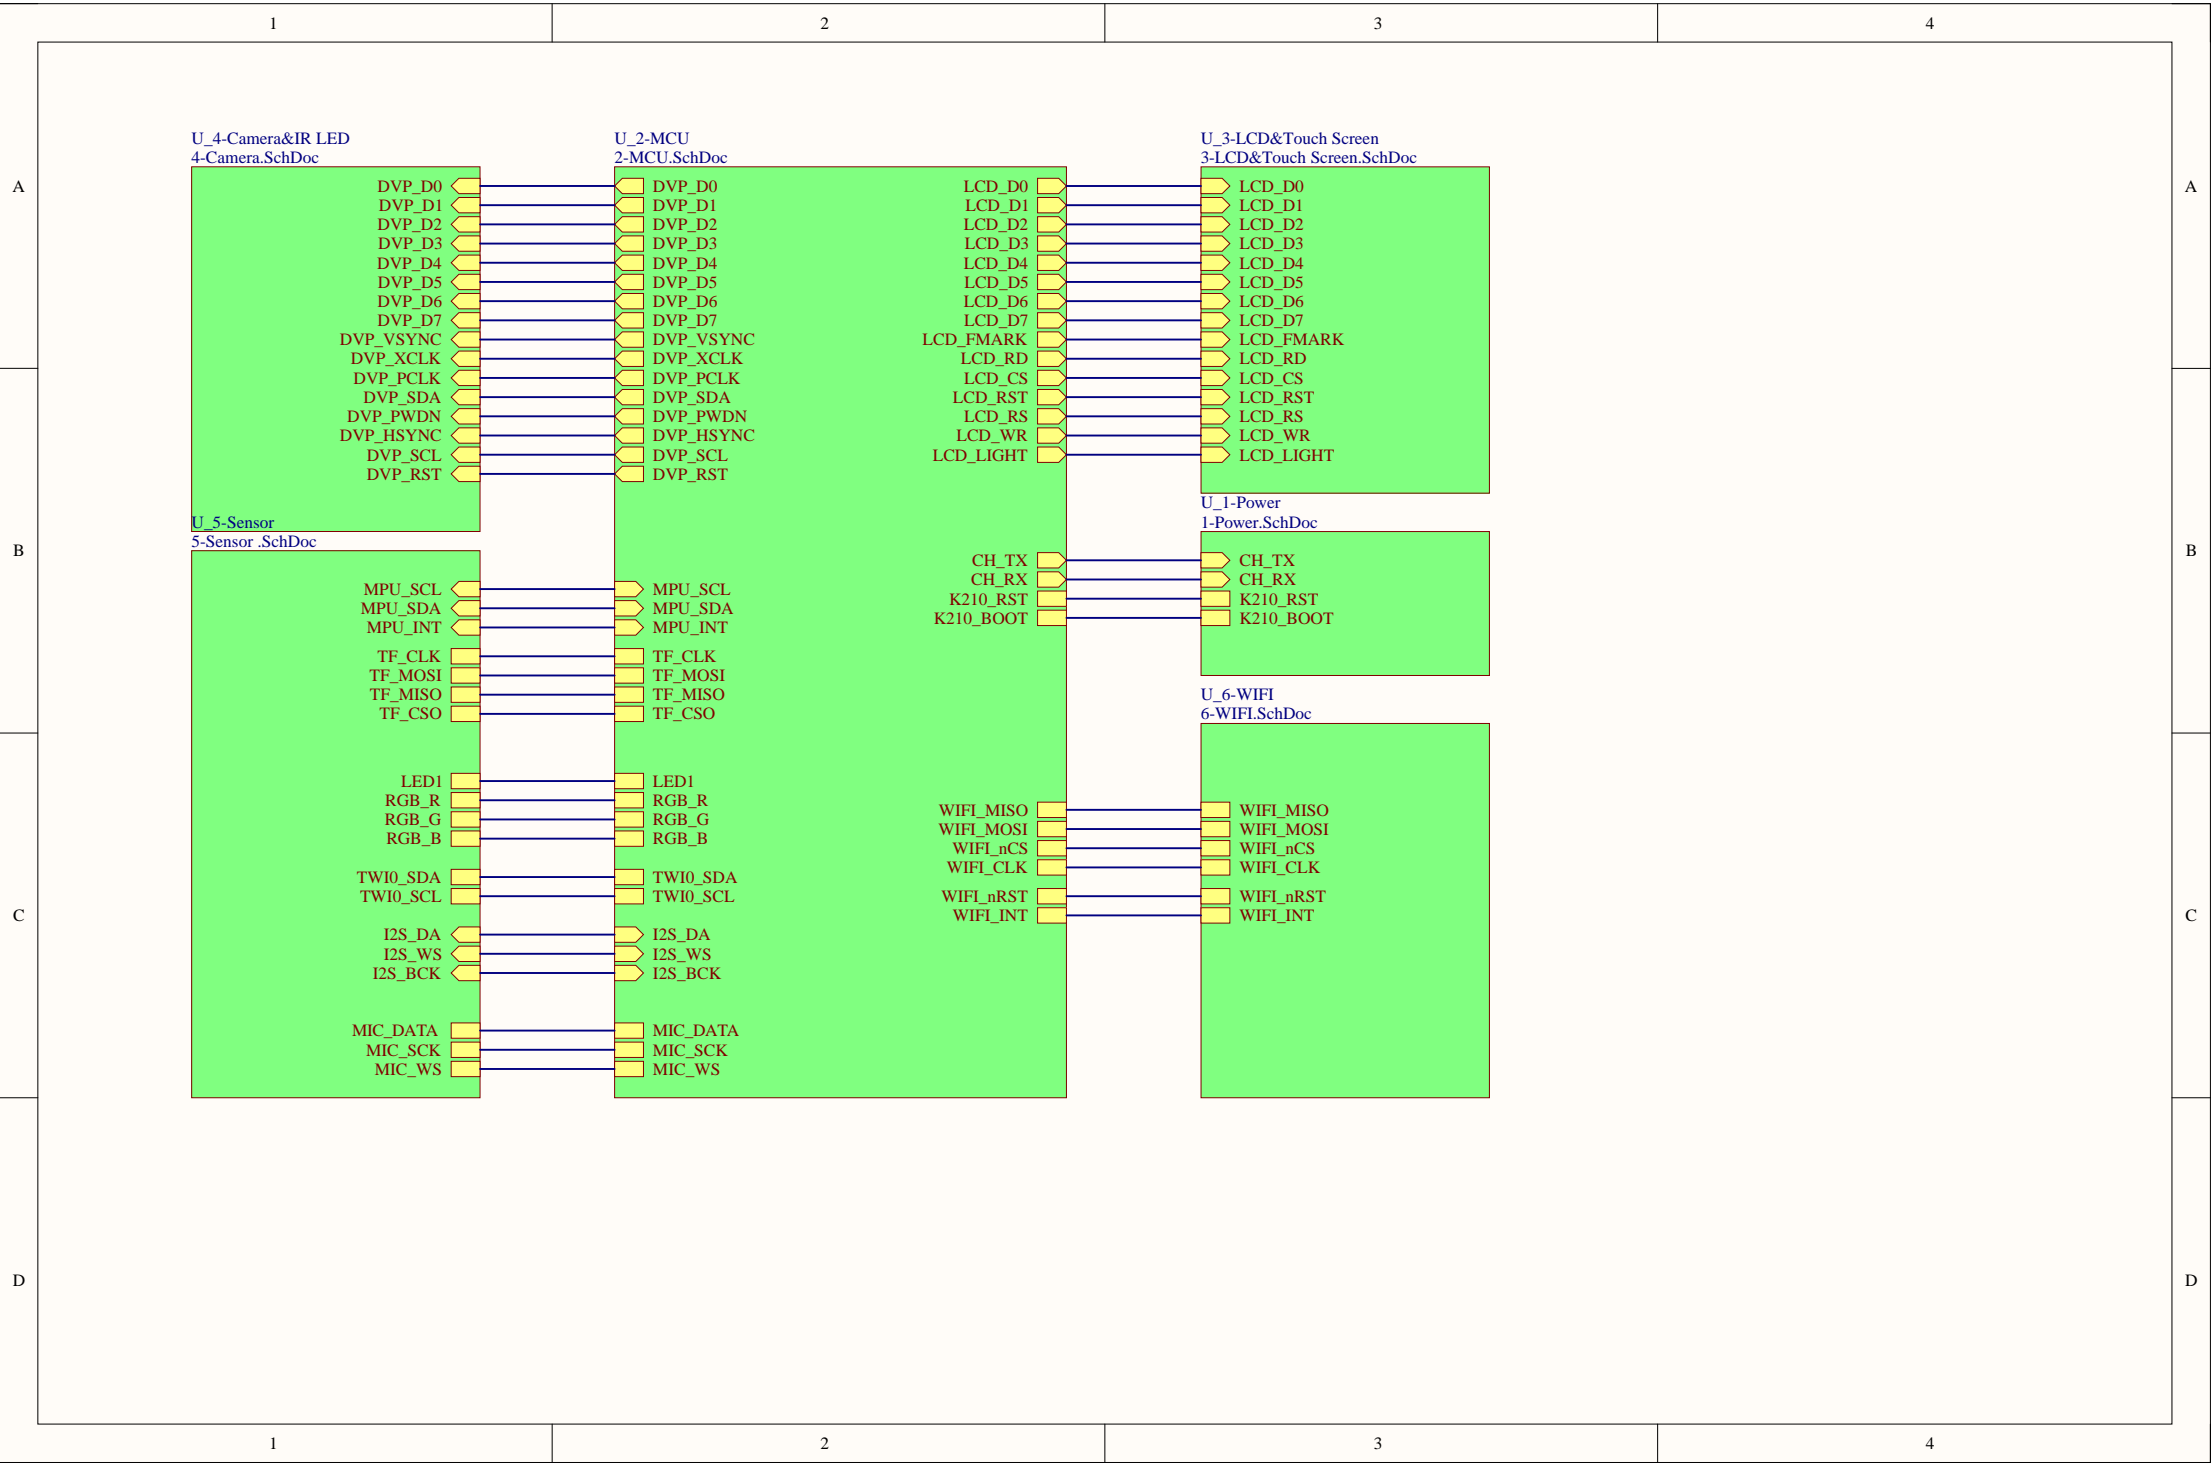 1 2 3 4
A A
B B
C C
D D
1 2 3 4
U_4-Camera&IR LED
4-Camera.SchDoc
DVP_D0
DVP_D1
DVP_D2
DVP_D3
DVP_D4
DVP_D5
DVP_D6
DVP_D7
DVP_VSYNC
DVP_XCLK
DVP_PCLK
DVP_SDA
DVP_PWDN
DVP_HSYNC
DVP_SCL
DVP_RST
U_5-Sensor
5-Sensor .SchDoc
MPU_SCL
MPU_SDA
MPU_INT
TF_CLK
TF_MOSI
TF_MISO
TF_CSO
LED1
RGB_R
RGB_G
RGB_B
TWI0_SDA
TWI0_SCL
I2S_DA
I2S_WS
I2S_BCK
MIC_DATA
MIC_SCK
MIC_WS
U_2-MCU
2-MCU.SchDoc
DVP_D0
DVP_D1
DVP_D2
DVP_D3
DVP_D4
DVP_D5
DVP_D6
DVP_D7
DVP_VSYNC
DVP_XCLK
DVP_PCLK
DVP_SDA
DVP_PWDN
DVP_HSYNC
DVP_SCL
DVP_RST
MPU_SCL
MPU_SDA
MPU_INT
TF_CLK
TF_MOSI
TF_MISO
TF_CSO
LED1
RGB_R
RGB_G
RGB_B
TWI0_SDA
TWI0_SCL
I2S_DA
I2S_WS
I2S_BCK
MIC_DATA
MIC_SCK
MIC_WS
LCD_D0
LCD_D1
LCD_D2
LCD_D3
LCD_D4
LCD_D5
LCD_D6
LCD_D7
LCD_FMARK
LCD_RD
LCD_CS
LCD_RST
LCD_RS
LCD_WR
LCD_LIGHT
CH_TX
CH_RX
K210_RST
K210_BOOT
WIFI_MISO
WIFI_MOSI
WIFI_nCS
WIFI_CLK
WIFI_nRST
WIFI_INT
U_3-LCD&Touch Screen
3-LCD&Touch Screen.SchDoc
LCD_D0
LCD_D1
LCD_D2
LCD_D3
LCD_D4
LCD_D5
LCD_D6
LCD_D7
LCD_FMARK
LCD_RD
LCD_CS
LCD_RST
LCD_RS
LCD_WR
LCD_LIGHT
U_1-Power
1-Power.SchDoc
CH_TX
CH_RX
K210_RST
K210_BOOT
U_6-WIFI
6-WIFI.SchDoc
WIFI_MISO
WIFI_MOSI
WIFI_nCS
WIFI_CLK
WIFI_nRST
WIFI_INT